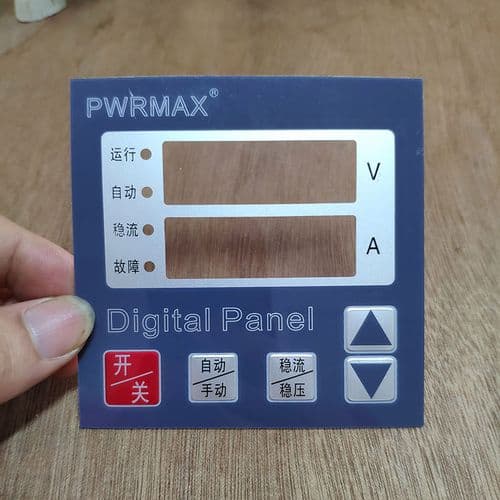 PWRMAX®
运行
自动
V
稳流
故障
A
Digital Panel
开/关
自动/手动
稳流/稳压